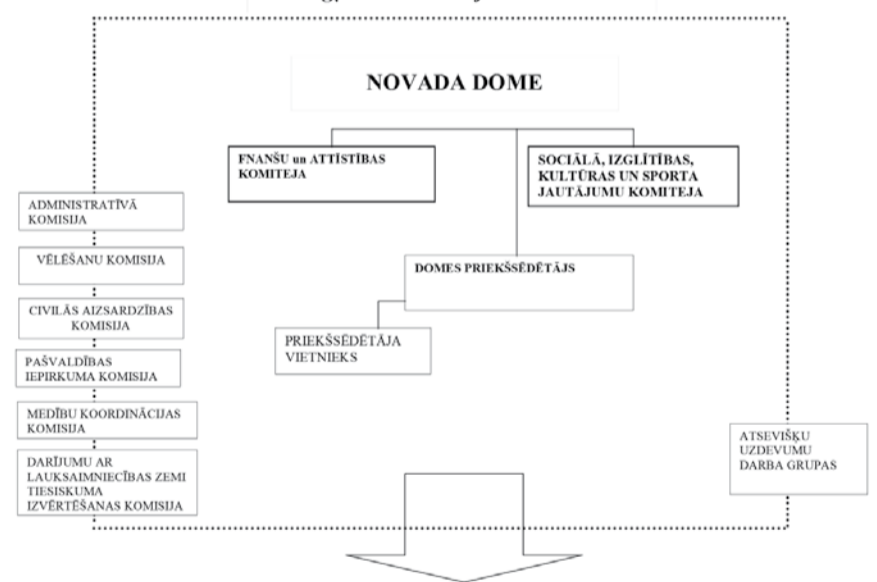 NOVADA DOME
FNANŠU un ATTĪSTĪBAS
KOMITEJA
SOCIĀLĀ, IZGLĪTĪBAS,
KULTŪRAS UN SPORTA
JAUTĀJUMU KOMITEJA
ADMINISTRATĪVĀ
KOMISIJA
VĒLĒŠANU KOMISIJA
CIVILĀS AIZSARDZĪBAS
KOMISIJA
PAŠVALDĪBAS
IEPIRKUMA KOMISIJA
MEDĪBU KOORDINĀCIJAS
KOMISIJA
DARĪJUMU AR
LAUKSAIMNIECĪBAS ZEMI
TIESISKUMA
IZVĒRTĒŠANAS KOMISIJA
DOMES PRIEKŠSĒDĒTĀJS
PRIEKŠSĒDĒTĀJA
VIETNIEKS
ATSEVIŠĶU
UZDEVUMU
DARBA GRUPAS